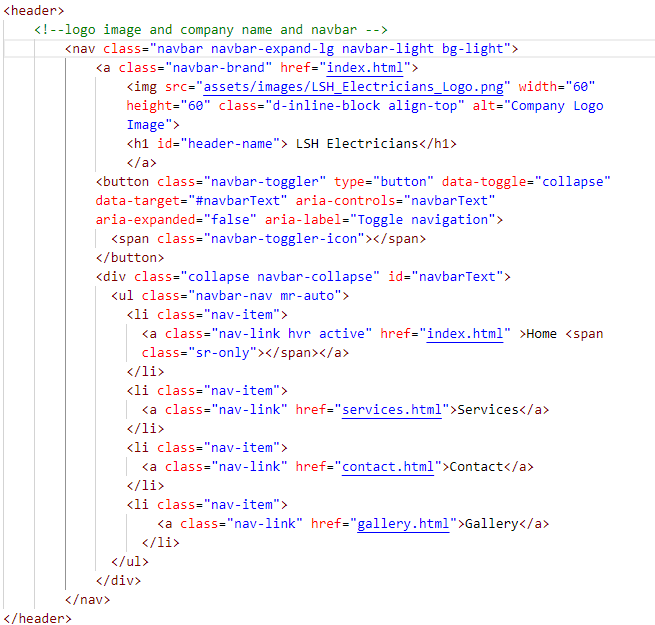 <header>
<!--logo image and company name and navbar -->
<nav class="navbar navbar-expand-lg navbar-light bg-light">
<a class="navbar-brand" href="index.html">
<img src="assets/images/LSH_Electricians_Logo.png" width="60"
height="60" class="d-inline-block align-top" alt="Company Logo
Image">
<h1 id="header-name"> LSH Electricians</h1>
</a>
<button class="navbar-toggler" type="button" data-toggle="collapse"
data-target="#navbarText" aria-controls="navbarText"
aria-expanded="false" aria-label="Toggle navigation">
<span class="navbar-toggler-icon"></span>
</button>
<div class="collapse navbar-collapse" id="navbarText">
<ul class="navbar-nav mr-auto">
<li class="nav-item">
<a class="nav-link hvr active" href="index.html" >Home <span
class="sr-only"></span></a>
</li>
<li class="nav-item">
<a class="nav-link" href="services.html">Services</a>
</li>
<li class="nav-item">
<a class="nav-link" href="contact.html">Contact</a>
</li>
<li class="nav-item">
<a class="nav-link" href="gallery.html">Gallery</a>
</li>
</ul>
</div>
</nav>
</header>